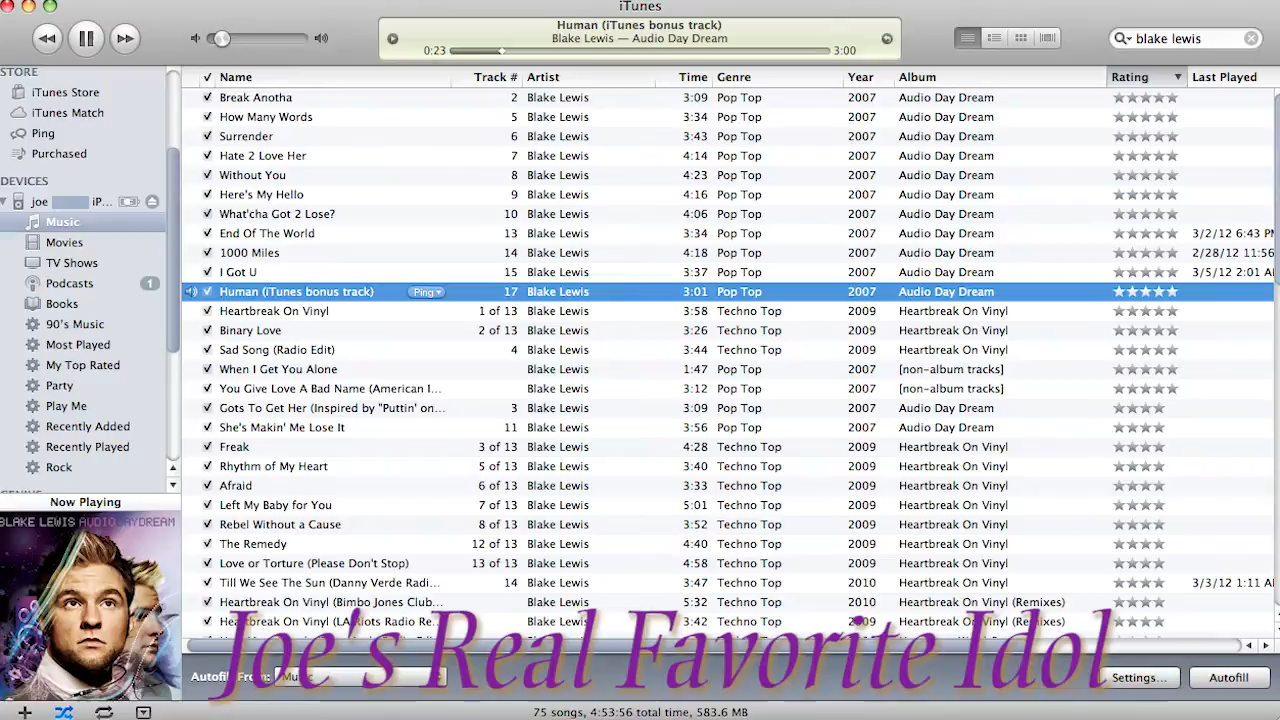 iTunes
Human (iTunes bonus track)
Blake Lewis — Audio Day Dream
0:23 3:00
blake lewis
STORE
iTunes Store
iTunes Match
Ping
Purchased
DEVICES
Joe iP...
Music
Movies
TV Shows
Podcasts 1
Books
90's Music
Most Played
My Top Rated
Party
Play Me
Recently Added
Recently Played
Rock
Now Playing
BLAKE LEWIS AUDIO DAYDREAM
✓ Name Track # Artist Time Genre Year Album Rating Last Played
✓ Break Anotha 2 Blake Lewis 3:09 Pop Top 2007 Audio Day Dream ★★★★★
✓ How Many Words 5 Blake Lewis 3:34 Pop Top 2007 Audio Day Dream ★★★★★
✓ Surrender 6 Blake Lewis 3:43 Pop Top 2007 Audio Day Dream ★★★★★
✓ Hate 2 Love Her 7 Blake Lewis 4:14 Pop Top 2007 Audio Day Dream ★★★★★
✓ Without You 8 Blake Lewis 4:23 Pop Top 2007 Audio Day Dream ★★★★★
✓ Here's My Hello 9 Blake Lewis 4:16 Pop Top 2007 Audio Day Dream ★★★★★
✓ What'cha Got 2 Lose? 10 Blake Lewis 4:06 Pop Top 2007 Audio Day Dream ★★★★★
✓ End Of The World 13 Blake Lewis 3:34 Pop Top 2007 Audio Day Dream ★★★★★ 3/2/12 6:43 P
✓ 1000 Miles 14 Blake Lewis 4:18 Pop Top 2007 Audio Day Dream ★★★★★ 2/28/12 11:56
✓ I Got U 15 Blake Lewis 3:37 Pop Top 2007 Audio Day Dream ★★★★★ 3/5/12 2:01 A
✓ Human (iTunes bonus track) Ping 17 Blake Lewis 3:01 Pop Top 2007 Audio Day Dream ★★★★★
✓ Heartbreak On Vinyl 1 of 13 Blake Lewis 3:58 Techno Top 2009 Heartbreak On Vinyl ★★★★★
✓ Binary Love 2 of 13 Blake Lewis 3:26 Techno Top 2009 Heartbreak On Vinyl ★★★★★
✓ Sad Song (Radio Edit) 4 Blake Lewis 3:44 Techno Top 2009 Heartbreak On Vinyl ★★★★★
✓ When I Get You Alone Blake Lewis 1:47 Pop Top 2007 [non-album tracks] ★★★★★
✓ You Give Love A Bad Name (American I... Blake Lewis 3:12 Pop Top 2007 [non-album tracks] ★★★★★
✓ Gots To Get Her (Inspired by "Puttin' on... 3 Blake Lewis 3:09 Pop Top 2007 Audio Day Dream ★★★★
✓ She's Makin' Me Lose It 11 Blake Lewis 3:56 Pop Top 2007 Audio Day Dream ★★★★
✓ Freak 3 of 13 Blake Lewis 4:28 Techno Top 2009 Heartbreak On Vinyl ★★★★
✓ Rhythm of My Heart 5 of 13 Blake Lewis 3:40 Techno Top 2009 Heartbreak On Vinyl ★★★★
✓ Afraid 6 of 13 Blake Lewis 3:33 Techno Top 2009 Heartbreak On Vinyl ★★★★
✓ Left My Baby for You 7 of 13 Blake Lewis 5:01 Techno Top 2009 Heartbreak On Vinyl ★★★★
✓ Rebel Without a Cause 8 of 13 Blake Lewis 3:52 Techno Top 2009 Heartbreak On Vinyl ★★★★
✓ The Remedy 12 of 13 Blake Lewis 4:40 Techno Top 2009 Heartbreak On Vinyl ★★★★
✓ Love or Torture (Please Don't Stop) 13 of 13 Blake Lewis 4:58 Techno Top 2009 Heartbreak On Vinyl ★★★★
✓ Till We See The Sun (Danny Verde Radi... 14 Blake Lewis 3:47 Techno Top 2010 Heartbreak On Vinyl ★★★★ 3/3/12 1:11 A
✓ Heartbreak On Vinyl (Bimbo Jones Club... Blake Lewis 5:32 Techno Top 2010 Heartbreak On Vinyl (Remixes) ★★★★
✓ Heartbreak On Vinyl (LA Riots Radio Re... Blake Lewis 3:42 Techno Top 2010 Heartbreak On Vinyl (Remixes) ★★★★
Joe's Real Favorite Idol
Autofill From: Music Settings... Autofill
75 songs, 4:53:56 total time, 583.6 MB